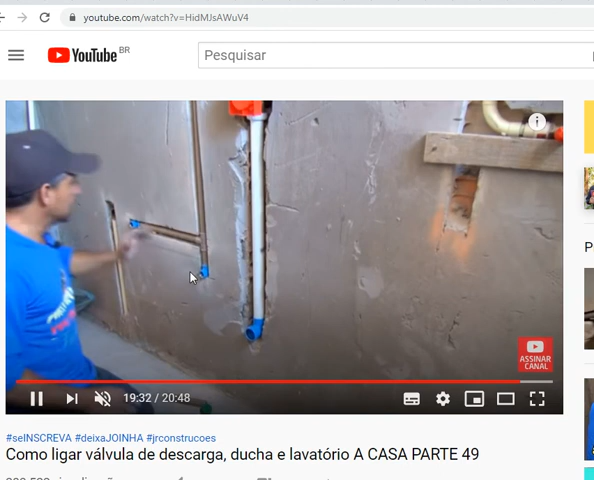 youtube.com/watch?v=HidMJsAWuV4
YouTube BR
Pesquisar
ASSINAR
CANAL
19:32 / 20:48
#seINSCREVA #deixaJOINHA #jrconstrucoes
Como ligar válvula de descarga, ducha e lavatório A CASA PARTE 49
P